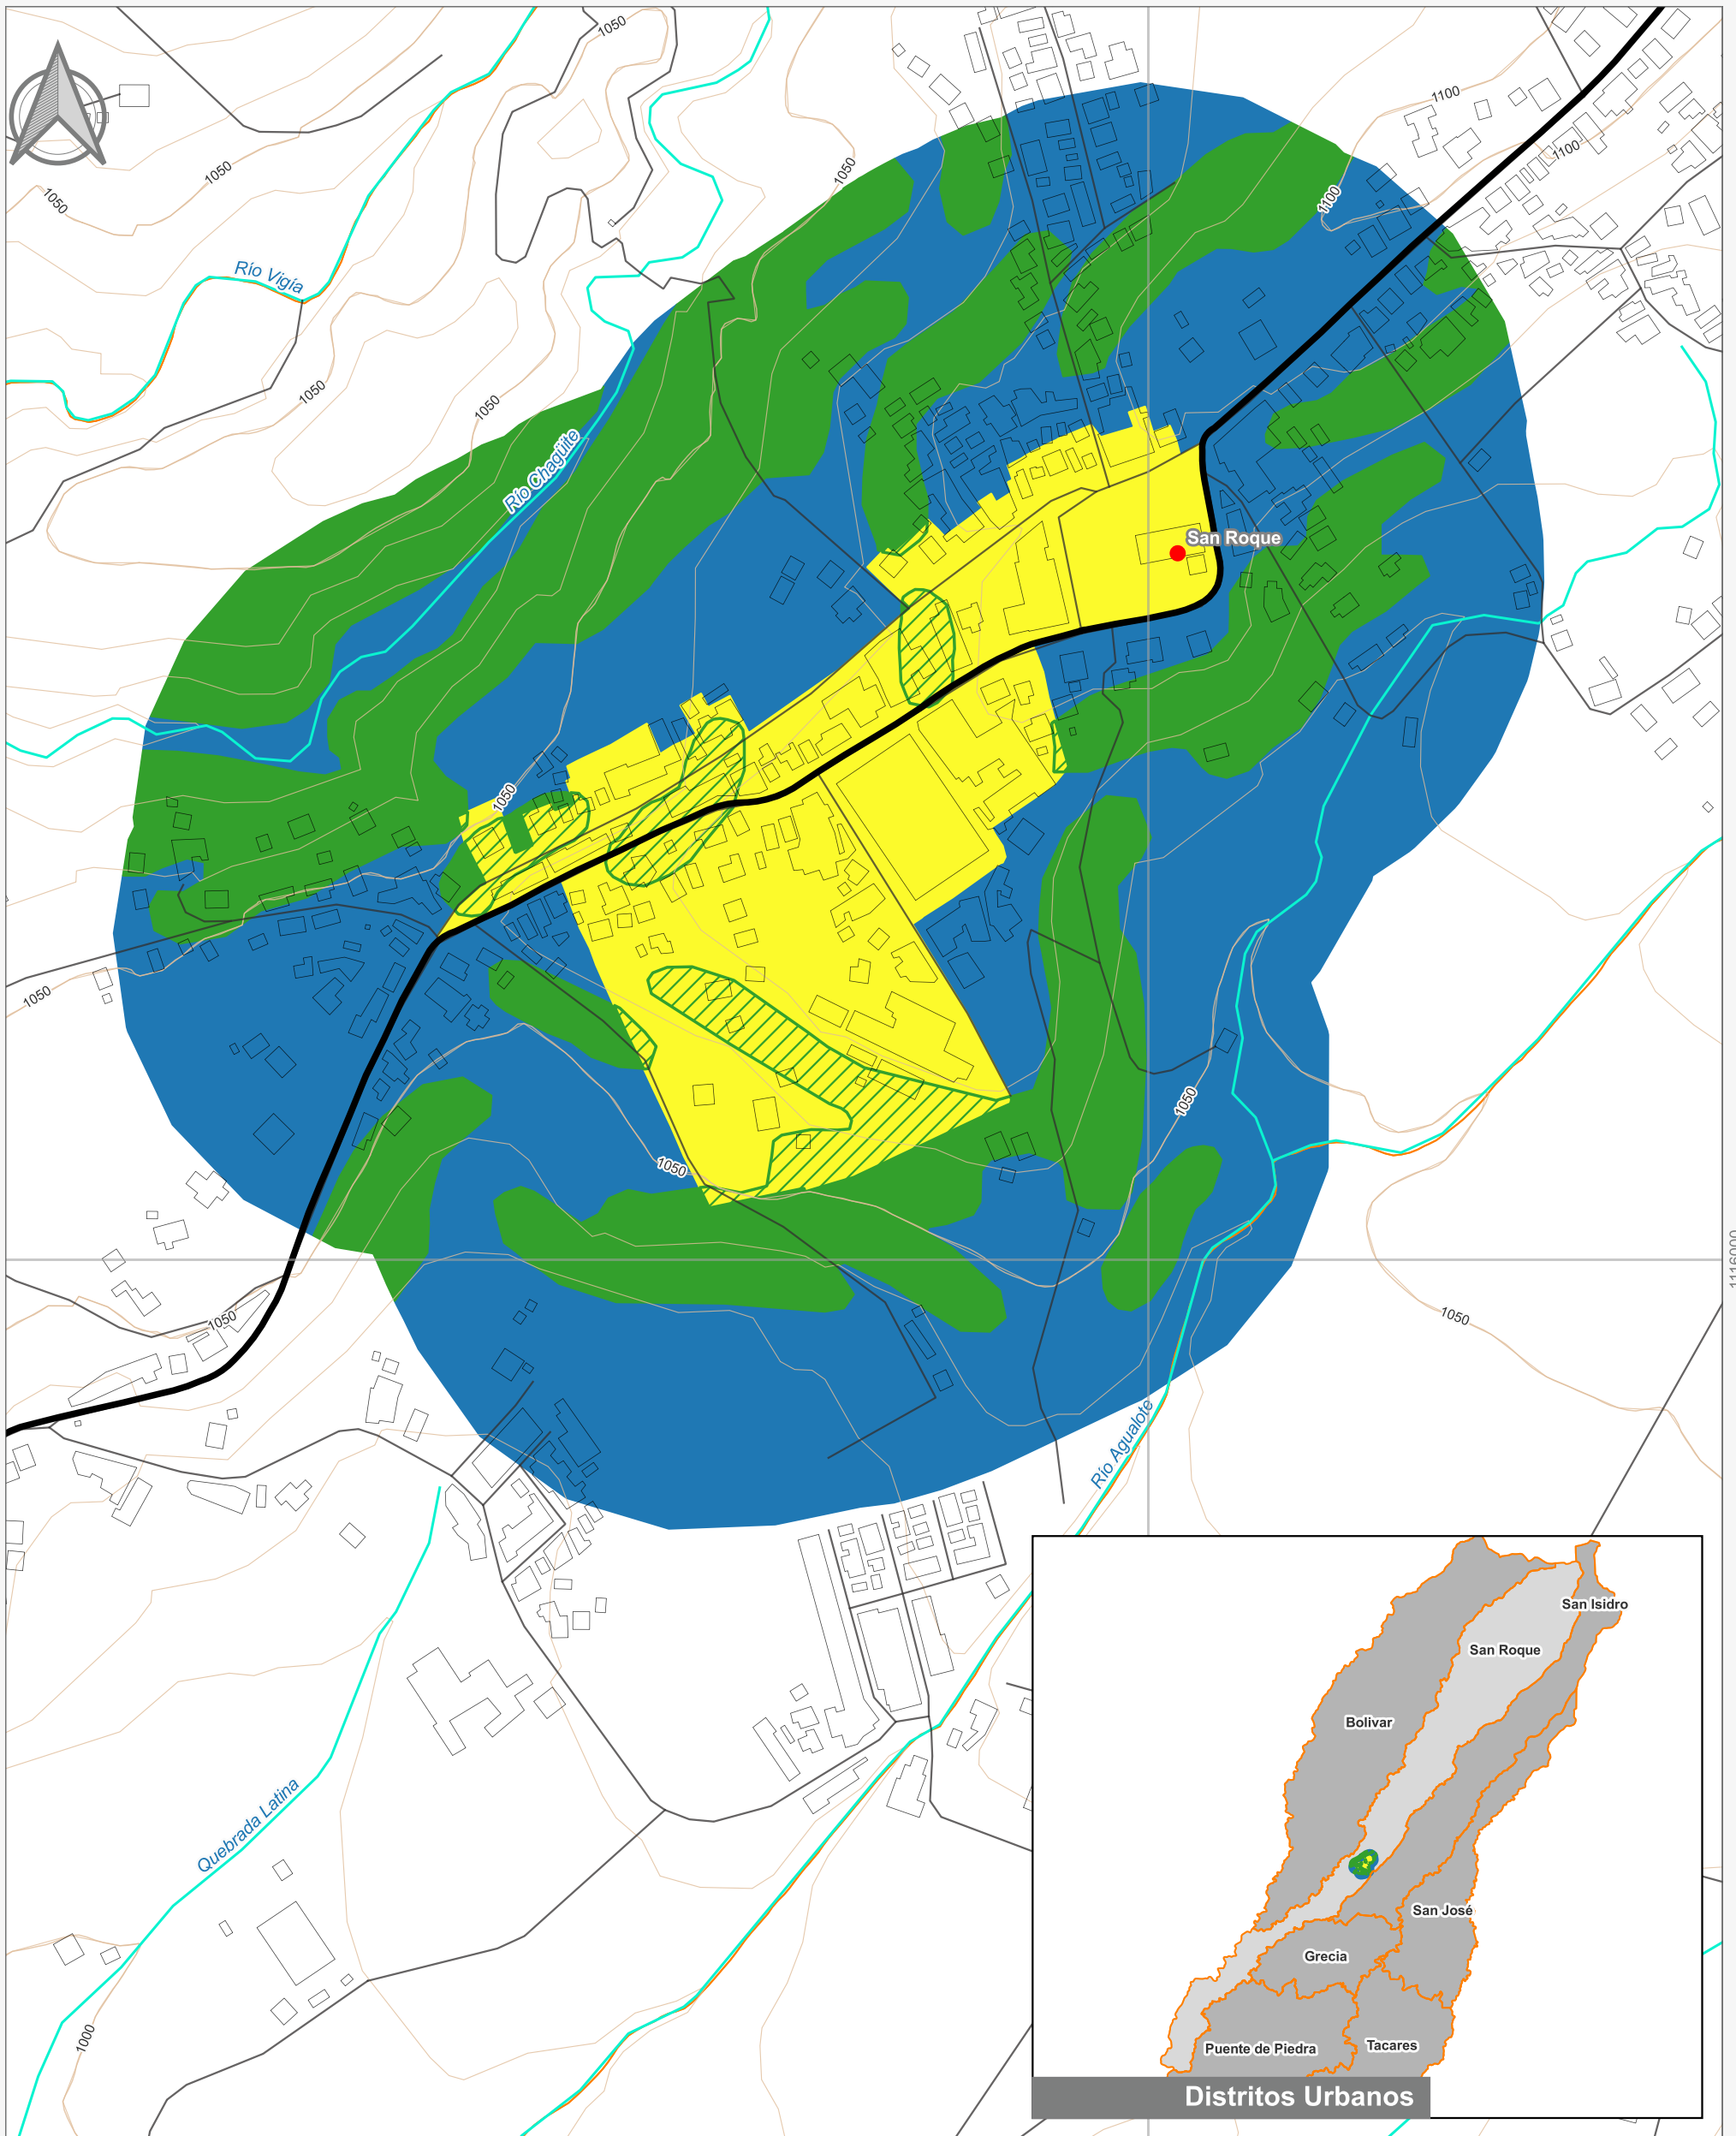 1050
1100
1050
1100
1050
1050
1100
Río Vigía
1050
1050
Río Chagüite
San Roque
1050
1050
1050
1050
1116000
1050
1050
Río Agualote
San Isidro
San Roque
Bolivar
Quebrada Latina
San José
Grecia
1000
Tacares
Puente de Piedra
Distritos Urbanos